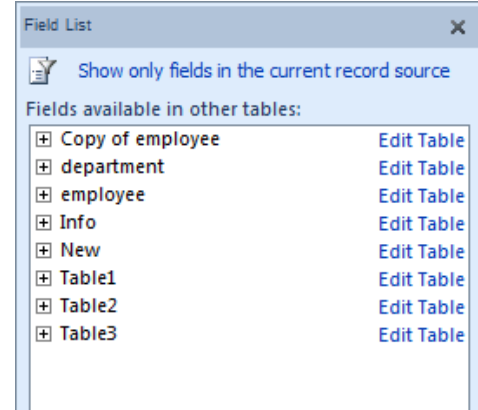 Field List
Show only fields in the current record source
Fields available in other tables:
Copy of employee Edit Table
department Edit Table
employee Edit Table
Info Edit Table
New Edit Table
Table1 Edit Table
Table2 Edit Table
Table3 Edit Table